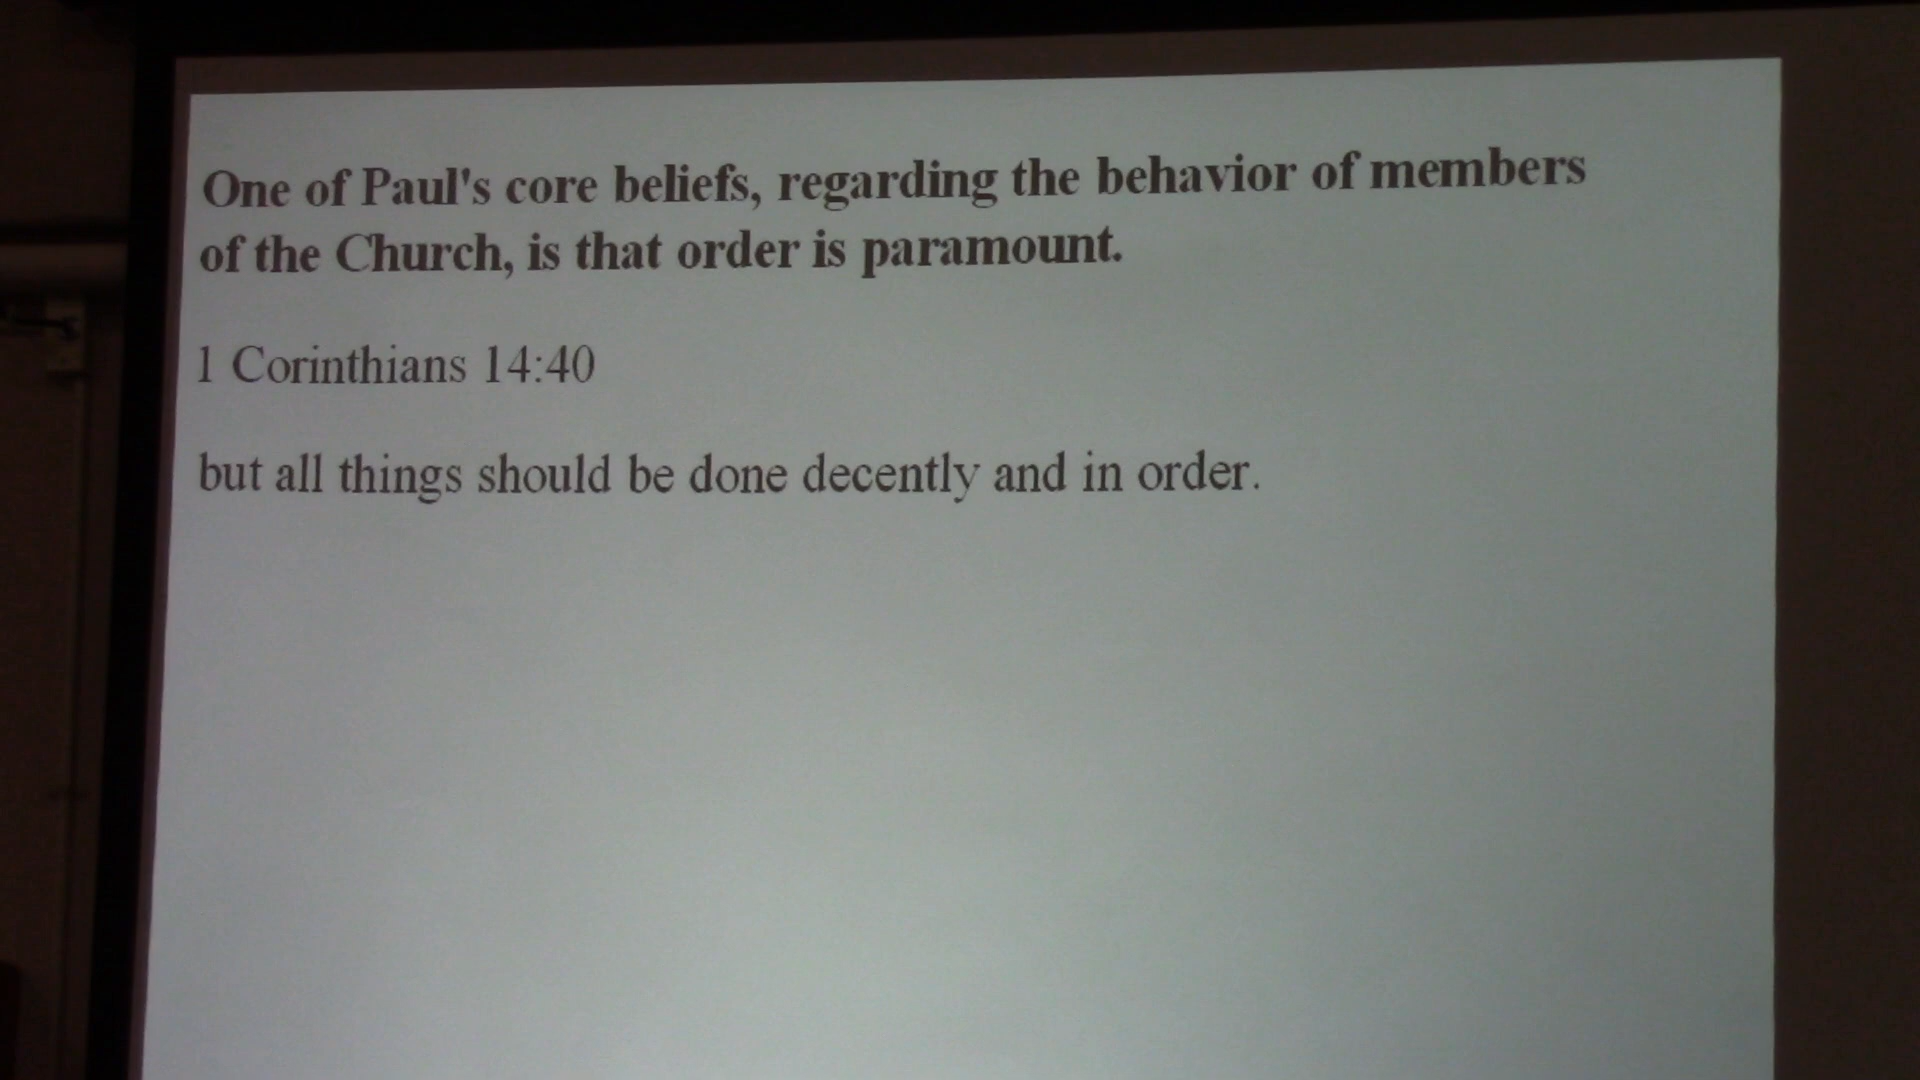 One of Paul's core beliefs, regarding the behavior of members
of the Church, is that order is paramount.
1 Corinthians 14:40
but all things should be done decently and in order.